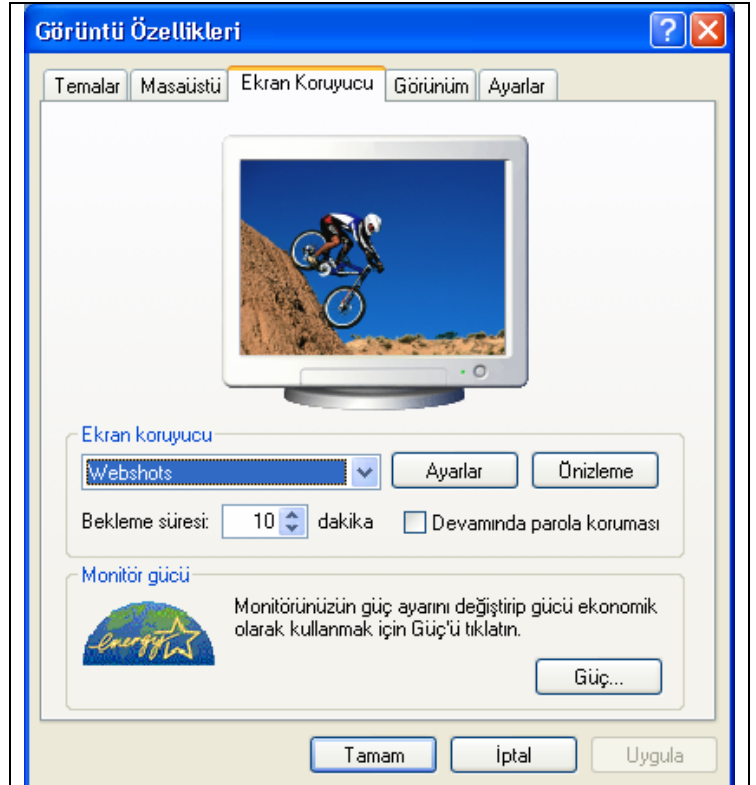 Görüntü Özellikleri
Temalar Masaüstü Ekran Koruyucu Görünüm Ayarlar
Ekran koruyucu
Webshots Ayarlar Önizleme
Bekleme süresi: 10 dakika Devamında parola koruması
Monitör gücü
energy
Monitörünüzün güç ayarını değiştirip gücü ekonomik
olarak kullanmak için Güç'ü tıklatın.
Güç...
Tamam İptal Uygula